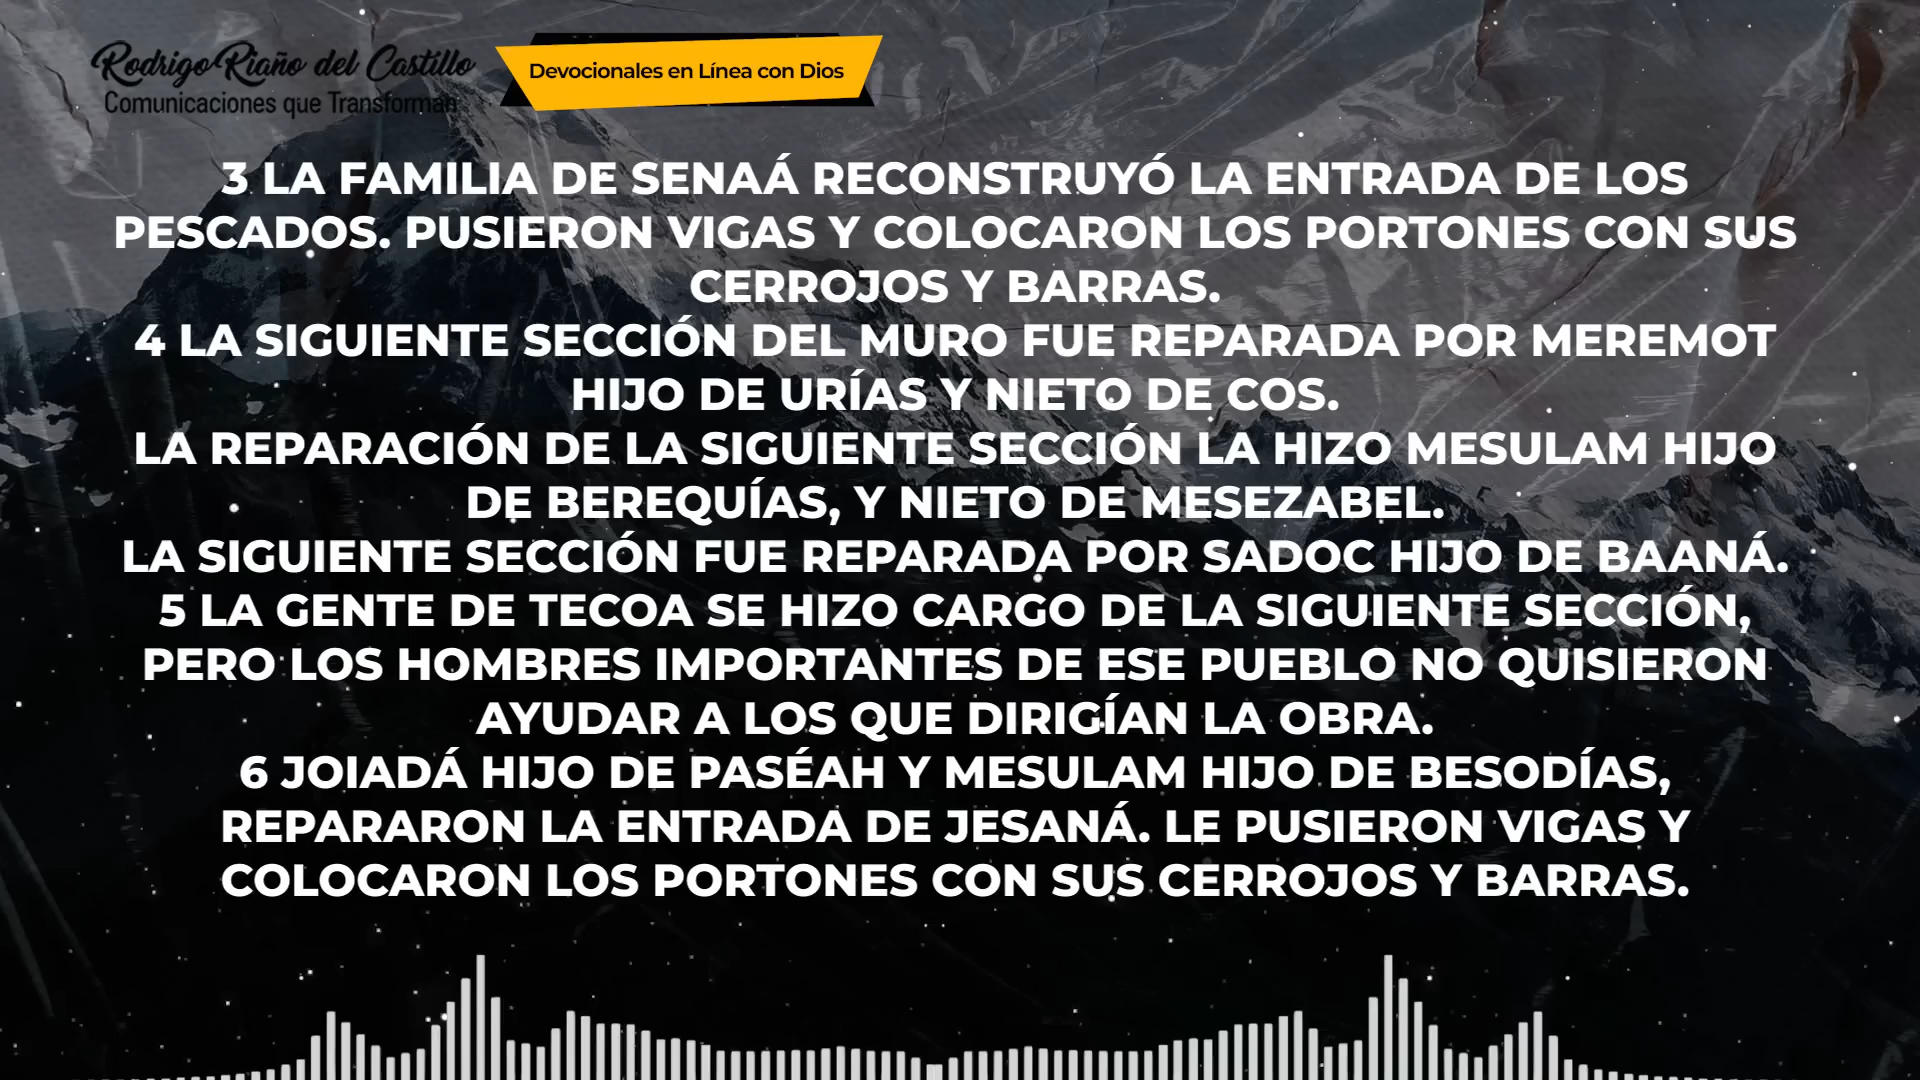 Rodrigo Riaño del Castillo
Comunicaciones que Transforman
Devocionales en Línea con Dios
3 LA FAMILIA DE SENAÁ RECONSTRUYÓ LA ENTRADA DE LOS
PESCADOS. PUSIERON VIGAS Y COLOCARON LOS PORTONES CON SUS
CERROJOS Y BARRAS.
4 LA SIGUIENTE SECCIÓN DEL MURO FUE REPARADA POR MEREMOT
HIJO DE URÍAS Y NIETO DE COS.
LA REPARACIÓN DE LA SIGUIENTE SECCIÓN LA HIZO MESULAM HIJO
DE BEREQUÍAS, Y NIETO DE MESEZABEL.
LA SIGUIENTE SECCIÓN FUE REPARADA POR SADOC HIJO DE BAANÁ.
5 LA GENTE DE TECOA SE HIZO CARGO DE LA SIGUIENTE SECCIÓN,
PERO LOS HOMBRES IMPORTANTES DE ESE PUEBLO NO QUISIERON
AYUDAR A LOS QUE DIRIGÍAN LA OBRA.
6 JOIADÁ HIJO DE PASÉAH Y MESULAM HIJO DE BESODÍAS,
REPARARON LA ENTRADA DE JESANÁ. LE PUSIERON VIGAS Y
COLOCARON LOS PORTONES CON SUS CERROJOS Y BARRAS.